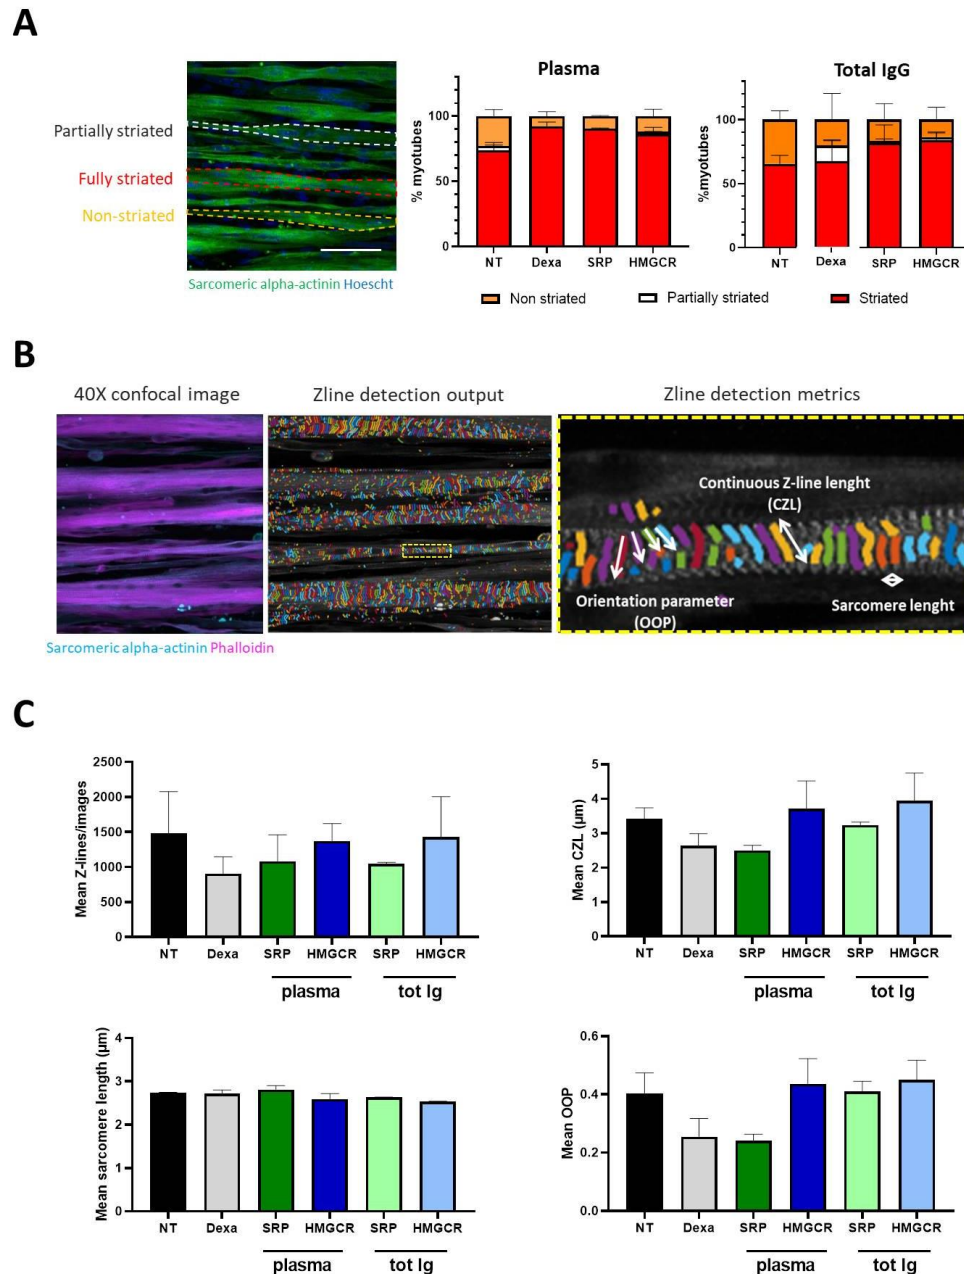 A
Partially striated
Fully striated
Non-striated
Sarcomeric alpha-actinin Hoescht
Plasma
% myotubes
100
50
0
NT Dexa SRP HMGCR
Total IgG
%myotubes
100
50
0
NT Dexa SRP HMGCR
Non striated Partially striated Striated
B
40X confocal image
Zline detection output
Zline detection metrics
Continuous Z-line lenght
(CZL)
Orientation parameter
(OOP)
Sarcomere lenght
Sarcomeric alpha-actinin Phalloidin
C
Mean Z-lines/images
2500
2000
1500
1000
500
0
NT Dexa SRP HMGCR SRP HMGCR
plasma tot Ig
Mean CZL (µm)
5
4
3
2
1
0
NT Dexa SRP HMGCR SRP HMGCR
plasma tot Ig
Mean sarcomere length (µm)
4
3
2
1
0
NT Dexa SRP HMGCR SRP HMGCR
plasma tot Ig
Mean OOP
0.6
0.4
0.2
0.0
NT Dexa SRP HMGCR SRP HMGCR
plasma tot Ig